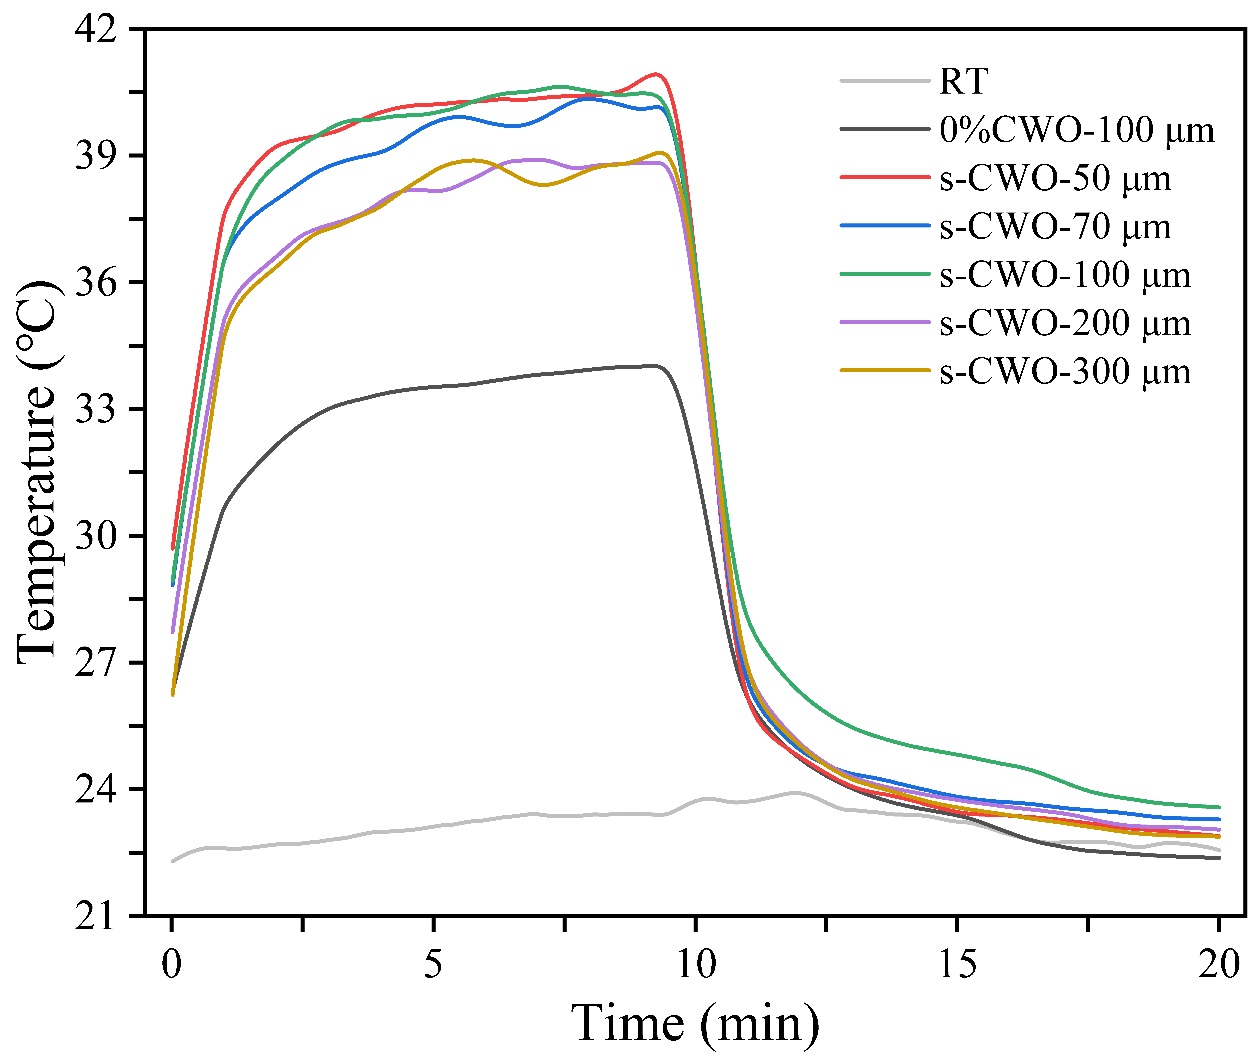 42
39
36
33
30
27
24
21
Temperature (℃)
RT
0%CWO-100 μm
s-CWO-50 μm
s-CWO-70 μm
s-CWO-100 μm
s-CWO-200 μm
s-CWO-300 μm
0 5 10 15 20
Time (min)